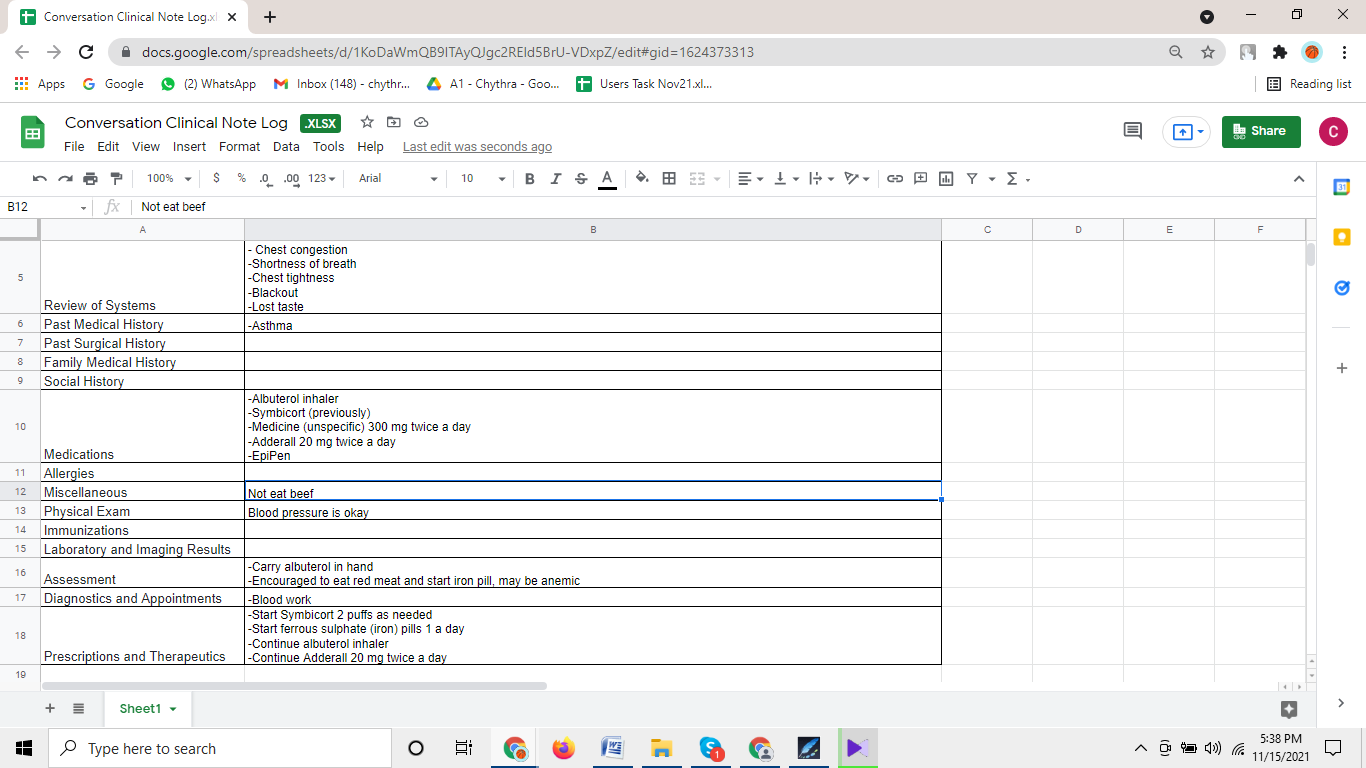 Conversation Clinical Note Log.xl
docs.google.com/spreadsheets/d/1KoDaWmQB9ITAyQJgc2REId5BrU-VDxpZ/edit#gid=1624373313
Apps Google (2) WhatsApp Inbox (148) - chythr... A1 - Chythra - Goo... Users Task Nov21.xl... Reading list
Conversation Clinical Note Log .XLSX
Share
C
File Edit View Insert Format Data Tools Help Last edit was seconds ago
100% $ % .0 .00 123 Arial 10 B I S A Σ
31
B12 fx Not eat beef
A B C D E F
- Chest congestion
-Shortness of breath
5 -Chest tightness
-Blackout
Review of Systems -Lost taste
6 Past Medical History -Asthma
7 Past Surgical History
8 Family Medical History
9 Social History
-Albuterol inhaler
-Symbicort (previously)
10 -Medicine (unspecific) 300 mg twice a day
-Adderall 20 mg twice a day
Medications -EpiPen
11 Allergies
12 Miscellaneous Not eat beef
13 Physical Exam Blood pressure is okay
14 Immunizations
15 Laboratory and Imaging Results
16 -Carry albuterol in hand
Assessment -Encouraged to eat red meat and start iron pill, may be anemic
17 Diagnostics and Appointments -Blood work
-Start Symbicort 2 puffs as needed
18 -Start ferrous sulphate (iron) pills 1 a day
-Continue albuterol inhaler
Prescriptions and Therapeutics -Continue Adderall 20 mg twice a day
19
Sheet1
Type here to search
W
S 1
5:38 PM
11/15/2021